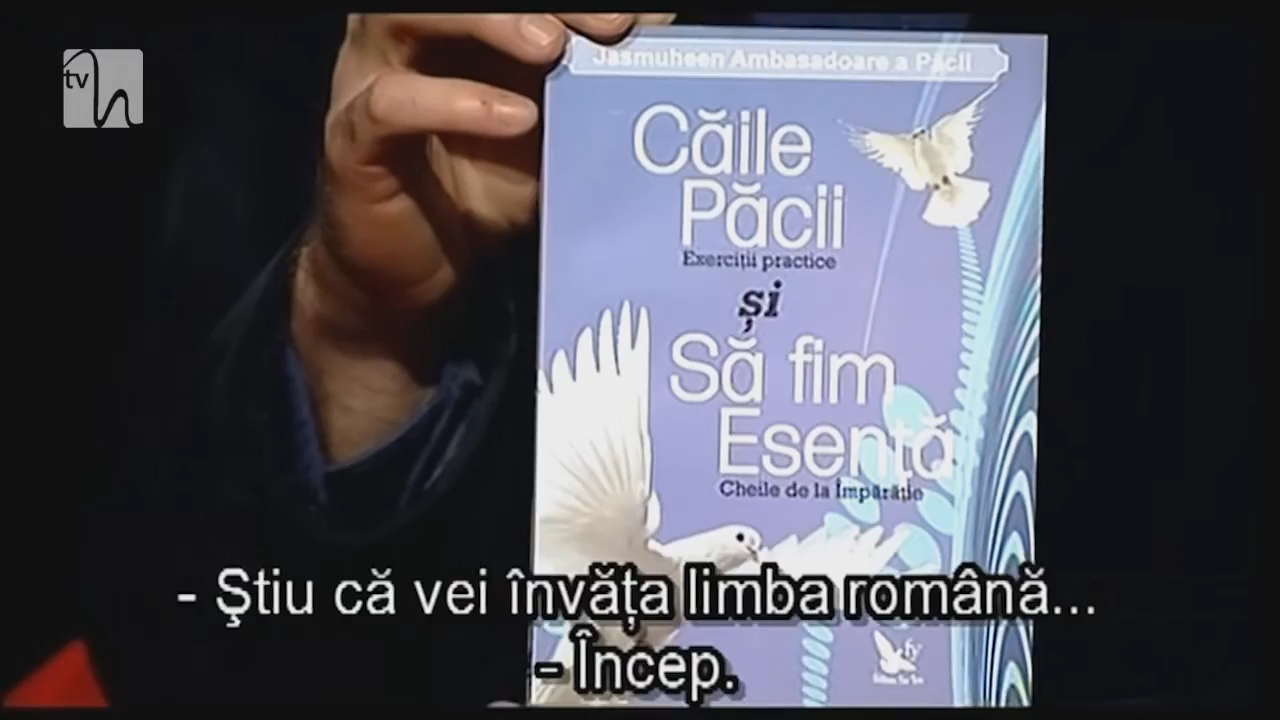 tv h
Jasmuheen Ambasadoare a Păcii
Căile
Păcii
Exerciții practice
și
Să fim
Esență
Cheile de la Împărăție
- Ştiu că vei învăța limba română...
- Încep.
fy